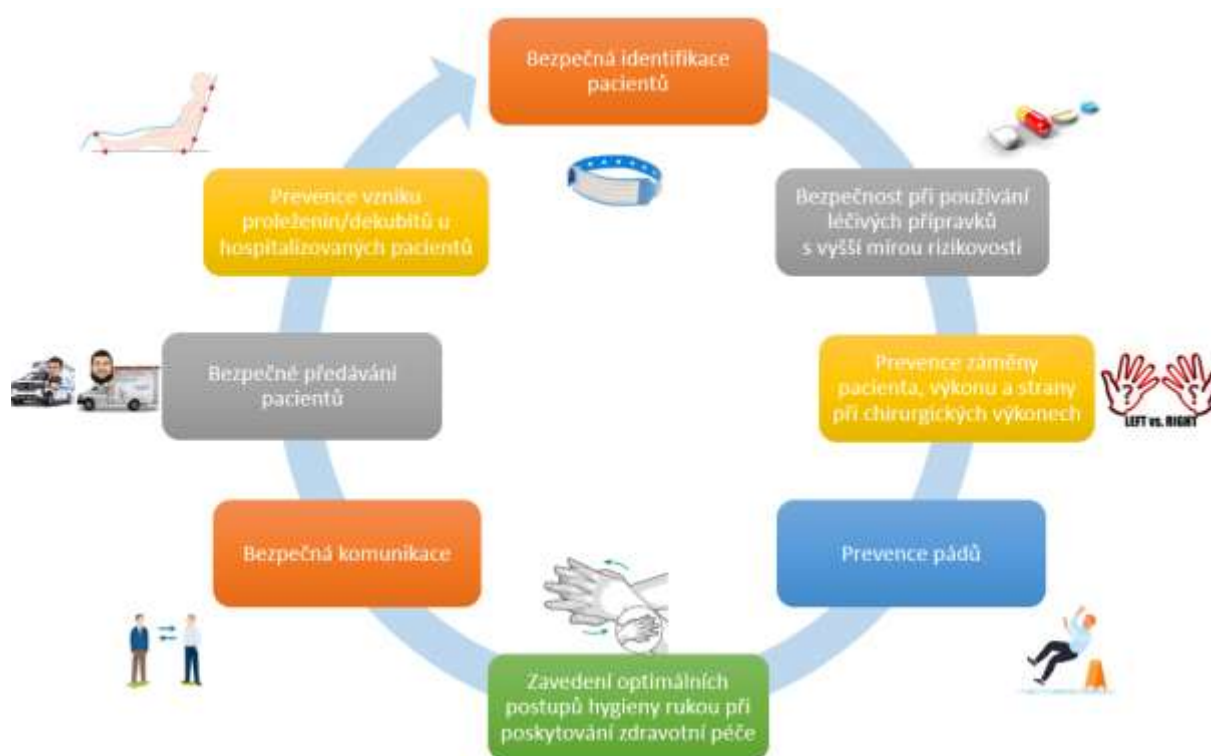 Bezpečná identifikace
pacientů
Bezpečnost při používání
léčivých přípravků
s vyšší mírou rizikovosti
Prevence záměny
pacienta, výkonu a strany
při chirurgických výkonech
? ?
LEFT vs. RIGHT
Prevence pádů
Zavedení optimálních
postupů hygieny rukou při
poskytování zdravotní péče
Bezpečná komunikace
Bezpečné předávání
pacientů
Prevence vzniku
proleženin/dekubitů u
hospitalizovaných pacientů